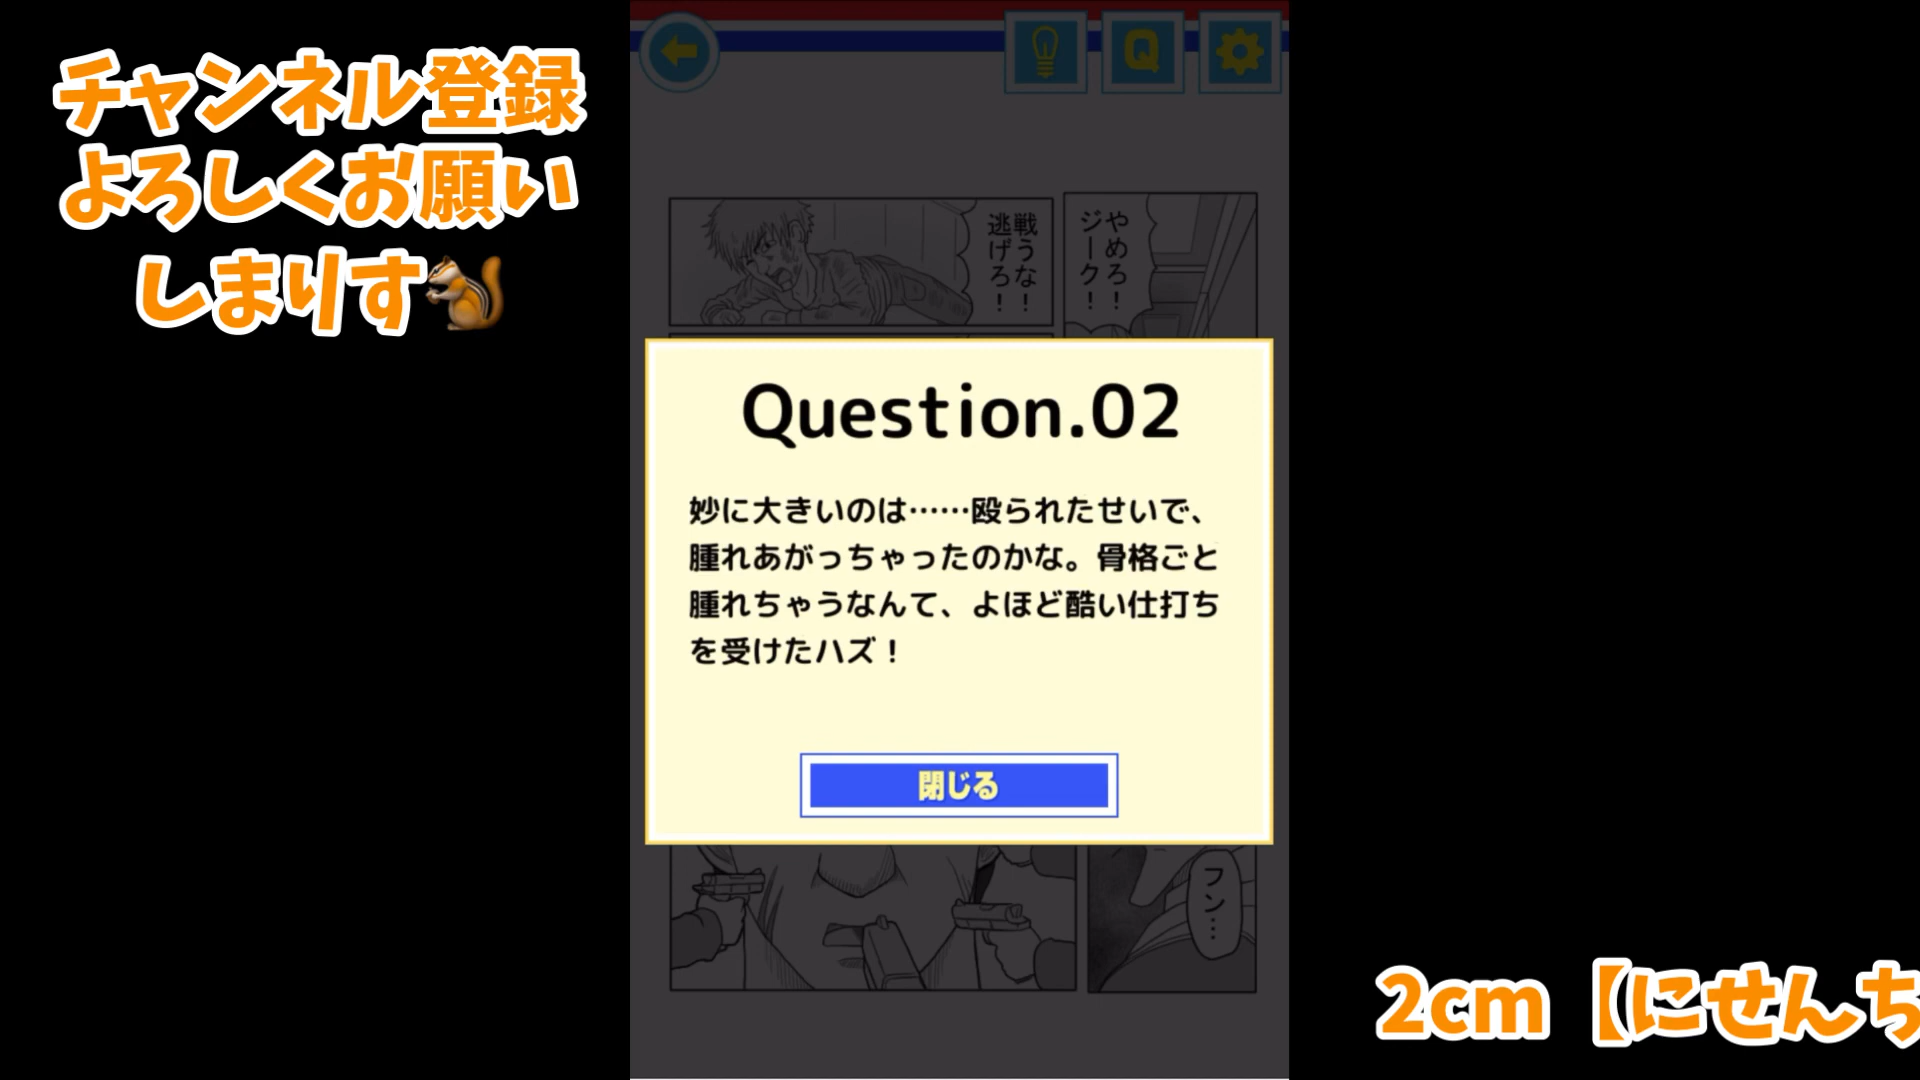 チャンネル登録
よろしくお願い
しまりす🐿️
Q
やめろ！
ジーク！
戦うな！
逃げろ！
Question.02
妙に大きいのは……殴られたせいで、
腫れあがっちゃったのかな。骨格ごと
腫れちゃうなんて、よほど酷い仕打ち
を受けたハズ！
閉じる
フン…
2cm【にせんち